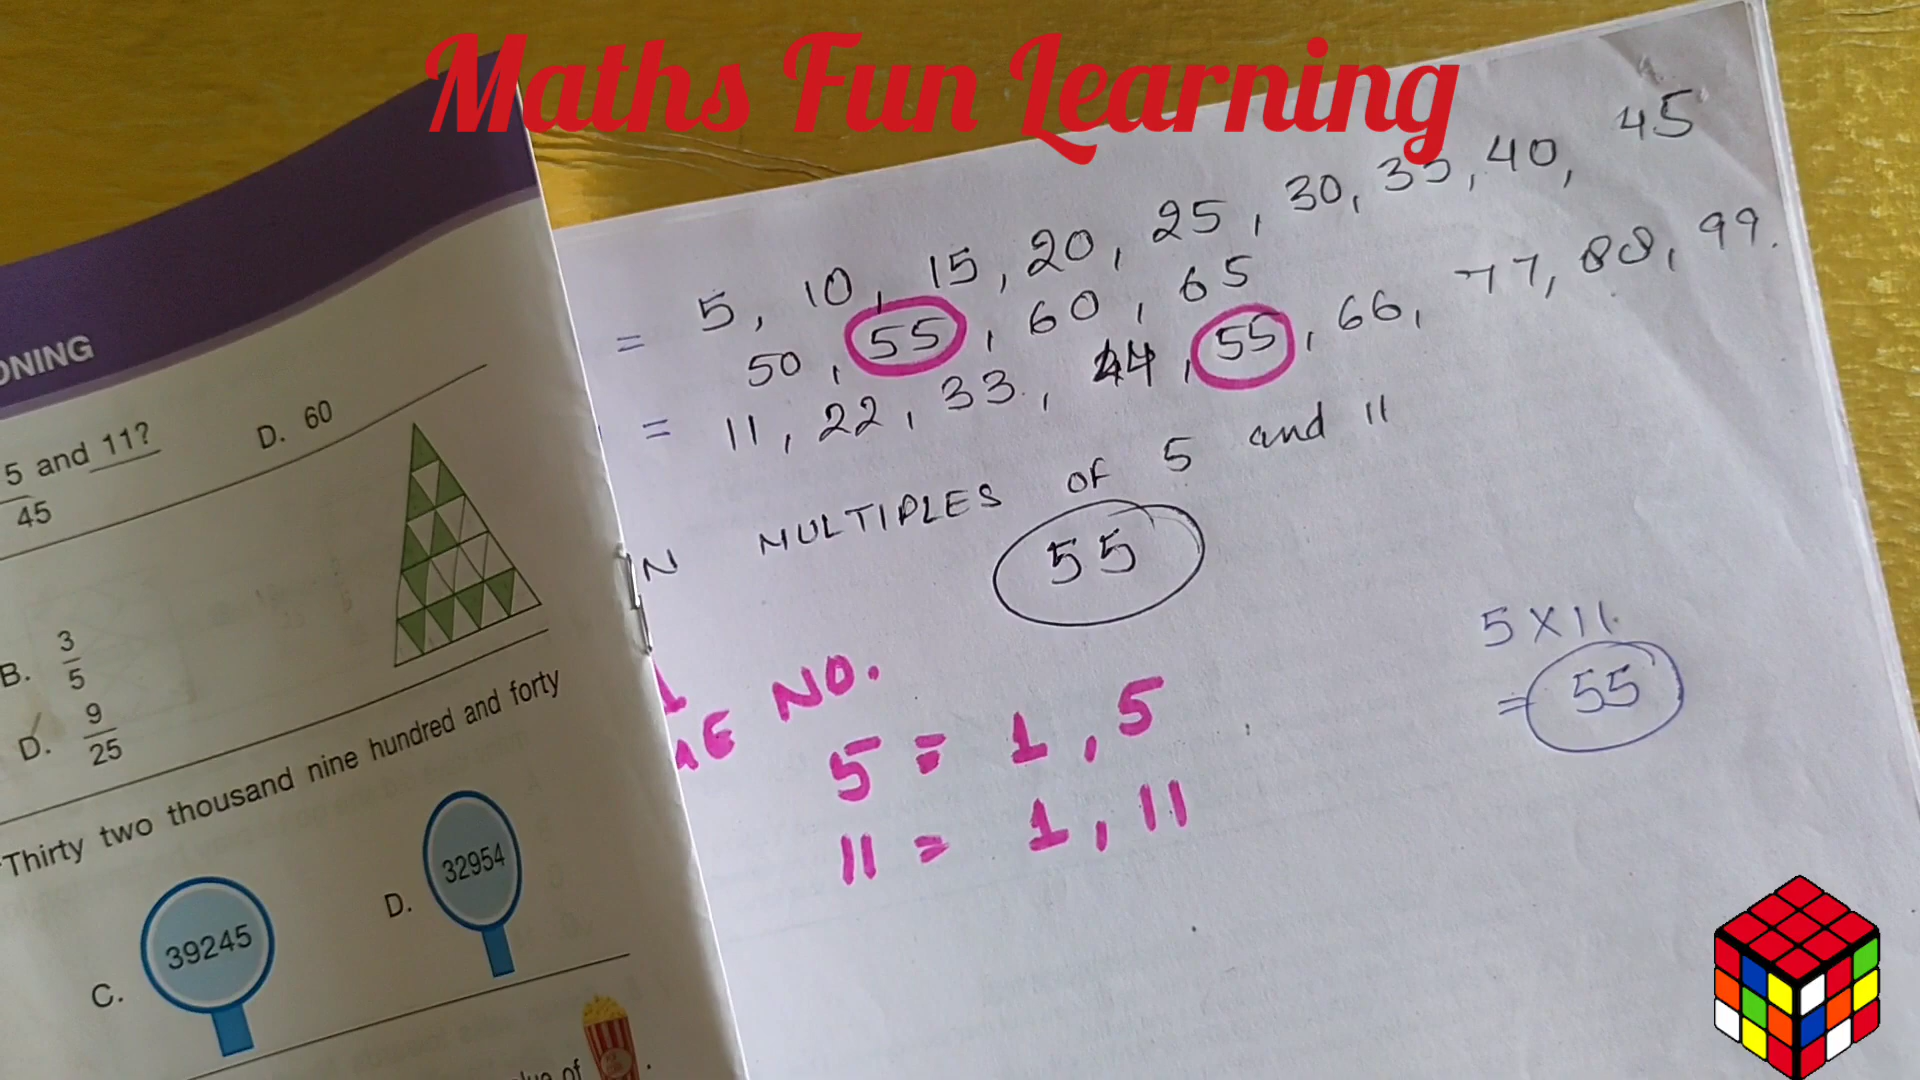 Maths Fun Learning
ONING
5 and 11?
45
D. 60
B. 3/5
D. 9/25
Thirty two thousand nine hundred and forty
C. 39245
D. 32954
of
= 5, 10, 15, 20, 25, 30, 35, 40, 45
50, 55, 60, 65
= 11, 22, 33, 44, 55, 66, 77, 88, 99.
N MULTIPLES OF 5 and 11
55
NO.
5 = 1, 5
11 = 1, 11
5 X 11
= 55